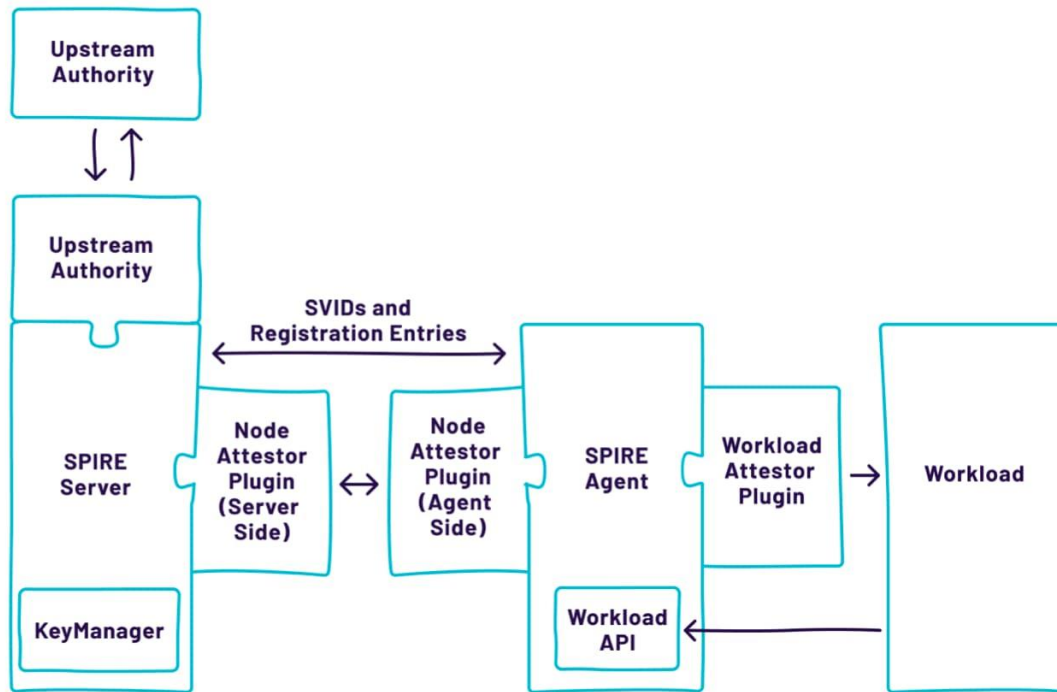 Upstream
Authority
Upstream
Authority
SVIDs and
Registration Entries
SPIRE
Server
Node
Attestor
Plugin
(Server
Side)
Node
Attestor
Plugin
(Agent
Side)
SPIRE
Agent
Workload
Attestor
Plugin
Workload
KeyManager
Workload
API